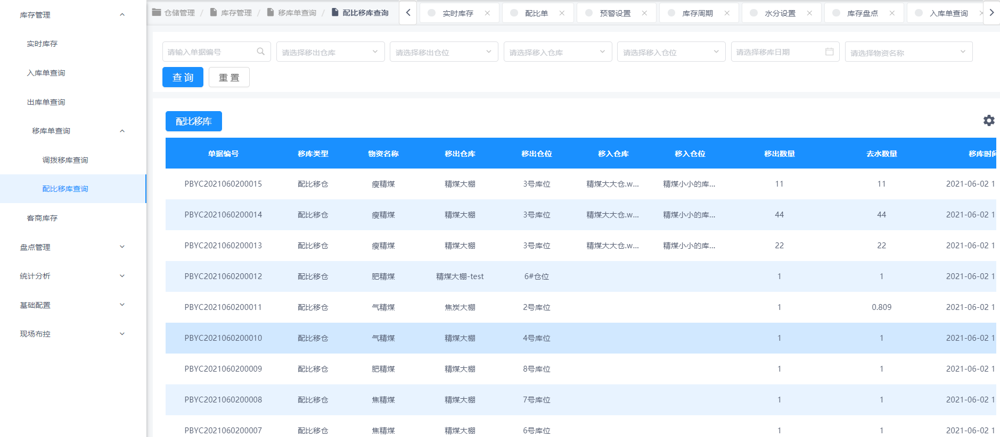 库存管理
实时库存
入库单查询
出库单查询
移库单查询
调拨移库查询
配比移库查询
客商库存
盘点管理
统计分析
基础配置
现场布控
仓储管理 / 库存管理 / 移库单查询 / 配比移库查询
实时库存 配比单 预警设置 库存周期 水分设置 库存盘点 入库单查询
请输入单据编号 请选择移出仓库 请选择移出仓位 请选择移入仓库 请选择移入仓位 请选择移库日期 请选择物资名称
查 询 重 置
配比移库
单据编号 移库类型 物资名称 移出仓库 移出仓位 移入仓库 移入仓位 移出数量 去水数量 移库时间
PBYC2021060200015 配比移仓 瘦精煤 精煤大棚 3号库位 精煤大大仓.w... 精煤小小的库... 11 11 2021-06-02 1
PBYC2021060200014 配比移仓 瘦精煤 精煤大棚 3号库位 精煤大大仓.w... 精煤小小的库... 44 44 2021-06-02 1
PBYC2021060200013 配比移仓 瘦精煤 精煤大棚 3号库位 精煤大大仓.w... 精煤小小的库... 22 22 2021-06-02 1
PBYC2021060200012 配比移仓 肥精煤 精煤大棚-test 6#仓位 1 1 2021-06-02 1
PBYC2021060200011 配比移仓 气精煤 焦炭大棚 2号库位 1 0.809 2021-06-02 1
PBYC2021060200010 配比移仓 气精煤 精煤大棚 4号库位 1 1 2021-06-02 1
PBYC2021060200009 配比移仓 肥精煤 精煤大棚 8号库位 1 1 2021-06-02 1
PBYC2021060200008 配比移仓 焦精煤 精煤大棚 7号库位 1 1 2021-06-02 1
PBYC2021060200007 配比移仓 焦精煤 精煤大棚 6号库位 1 1 2021-06-02 1